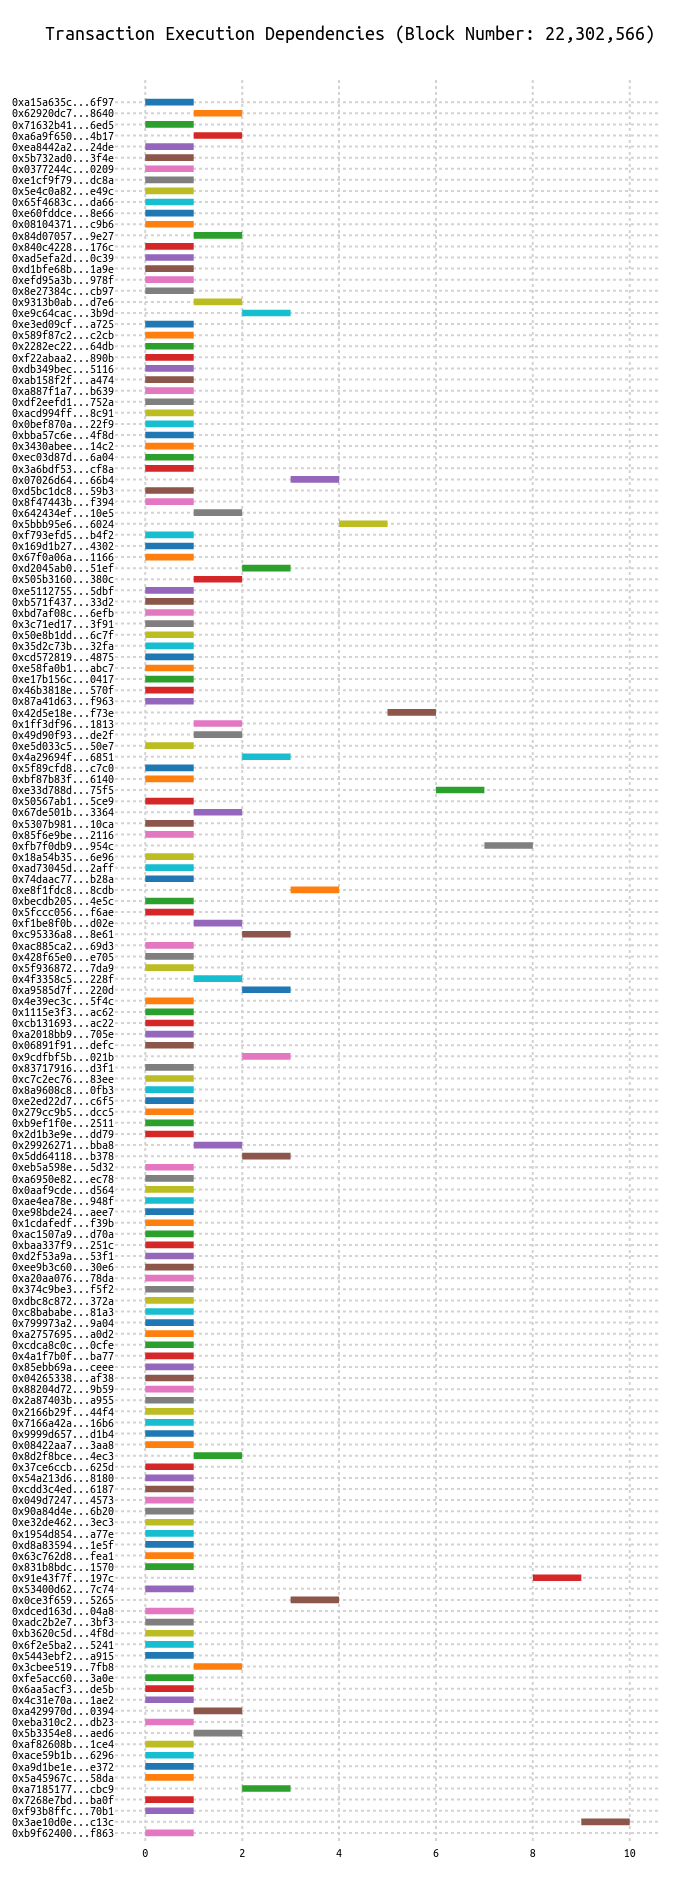 Transaction Execution Dependencies (Block Number: 22,302,566)
0xa15a635c...6f97
0x62920dc7...8640
0x71632b41...6ed5
0xa6a9f650...4b17
0xea8442a2...24de
0x5b732ad0...3f4e
0x0377244c...0209
0xe1cf9f79...dc8a
0x5e4c0a82...e49c
0x65f4683c...da66
0xe60fddce...8e66
0x08104371...c9b6
0x84d07057...9e27
0x840c4228...176c
0xad5efa2d...0c39
0xd1bfe68b...1a9e
0xefd95a3b...978f
0x8e27384c...cb97
0x9313b0ab...d7e6
0xe9c64cac...3b9d
0xe3ed09cf...a725
0x589f87c2...c2cb
0x2282ec22...64db
0xf22abaa2...890b
0xdb349bec...5116
0xab158f2f...a474
0xa887f1a7...b639
0xdf2eefd1...752a
0xacd994ff...8c91
0x0bef870a...22f9
0xbba57c6e...4f8d
0x3430abee...14c2
0xec03d87d...6a04
0x3a6bdf53...cf8a
0x07026d64...66b4
0xd5bc1dc8...59b3
0x8f47443b...f394
0x642434ef...10e5
0x5bbb95e6...6024
0xf793efd5...b4f2
0x169d1b27...4302
0x67f0a06a...1166
0xd2045ab0...51ef
0x505b3160...380c
0xe5112755...5dbf
0xb571f437...33d2
0xbd7af08c...6efb
0x3c71ed17...3f91
0x50e8b1dd...6c7f
0x35d2c73b...32fa
0xcd572819...4875
0xe58fa0b1...abc7
0xe17b156c...0417
0x46b3818e...570f
0x87a41d63...f963
0x42d5e18e...f73e
0x1ff3df96...1813
0x49d90f93...de2f
0xe5d033c5...50e7
0x4a29694f...6851
0x5f89cfd8...c7c0
0xbf87b83f...6140
0xe33d788d...75f5
0x50567ab1...5ce9
0x67de501b...3364
0x5307b981...10ca
0x85f6e9be...2116
0xfb7f0db9...954c
0x18a54b35...6e96
0xad73045d...2aff
0x74daac77...b28a
0xe8f1fdc8...8cdb
0xbecdb205...4e5c
0x5fccc056...f6ae
0xf1be8f0b...d02e
0xc95336a8...8e61
0xac885ca2...69d3
0x428f65e0...e705
0x5f936872...7da9
0x4f3358c5...228f
0xa9585d7f...220d
0x4e39ec3c...5f4c
0x1115e3f3...ac62
0xcb131693...ac22
0xa2018bb9...705e
0x06891f91...defc
0x9cdfbf5b...021b
0x83717916...d3f1
0xc7c2ec76...83ee
0x8a9608c8...0fb3
0xe2ed22d7...c6f5
0x279cc9b5...dcc5
0xb9ef1f0e...2511
0x2d1b3e9e...dd79
0x29926271...bba8
0x5dd64118...b378
0xeb5a598e...5d32
0xa6950e82...ec78
0x0aaf9cde...d564
0xae4ea78e...948f
0xe98bde24...aee7
0x1cdafedf...f39b
0xac1507a9...d70a
0xbaa337f9...251c
0xd2f53a9a...53f1
0xee9b3c60...30e6
0xa20aa076...78da
0x374c9be3...f5f2
0xdbc8c872...372a
0xc8bababe...81a3
0x799973a2...9a04
0xa2757695...a0d2
0xcdca8c0c...0cfe
0x4a1f7b0f...ba77
0x85ebb69a...ceee
0x04265338...af38
0x88204d72...9b59
0x2a87403b...a955
0x2166b29f...44f4
0x7166a42a...16b6
0x9999d657...d1b4
0x08422aa7...3aa8
0x8d2f8bce...4ec3
0x37ce6ccb...625d
0x54a213d6...8180
0xcdd3c4ed...6187
0x049d7247...4573
0x90a84d4e...6b20
0xe32de462...3ec3
0x1954d854...a77e
0xd8a83594...1e5f
0x63c762d8...fea1
0x831b8bdc...1570
0x91e43f7f...197c
0x53400d62...7c74
0x0ce3f659...5265
0xdced163d...04a8
0xadc2b2e7...3bf3
0xb3620c5d...4f8d
0x6f2e5ba2...5241
0x5443ebf2...a915
0x3cbee519...7fb8
0xfe5acc60...3a0e
0x6aa5acf3...de5b
0x4c31e70a...1ae2
0xa429970d...0394
0xeba310c2...db23
0x5b3354e8...aed6
0xaf82608b...1ce4
0xace59b1b...6296
0xa9d1be1e...e372
0x5a45967c...58da
0xa7185177...cbc9
0x7268e7bd...ba0f
0xf93b8ffc...70b1
0x3ae10d0e...c13c
0xb9f62400...f863
0 2 4 6 8 10